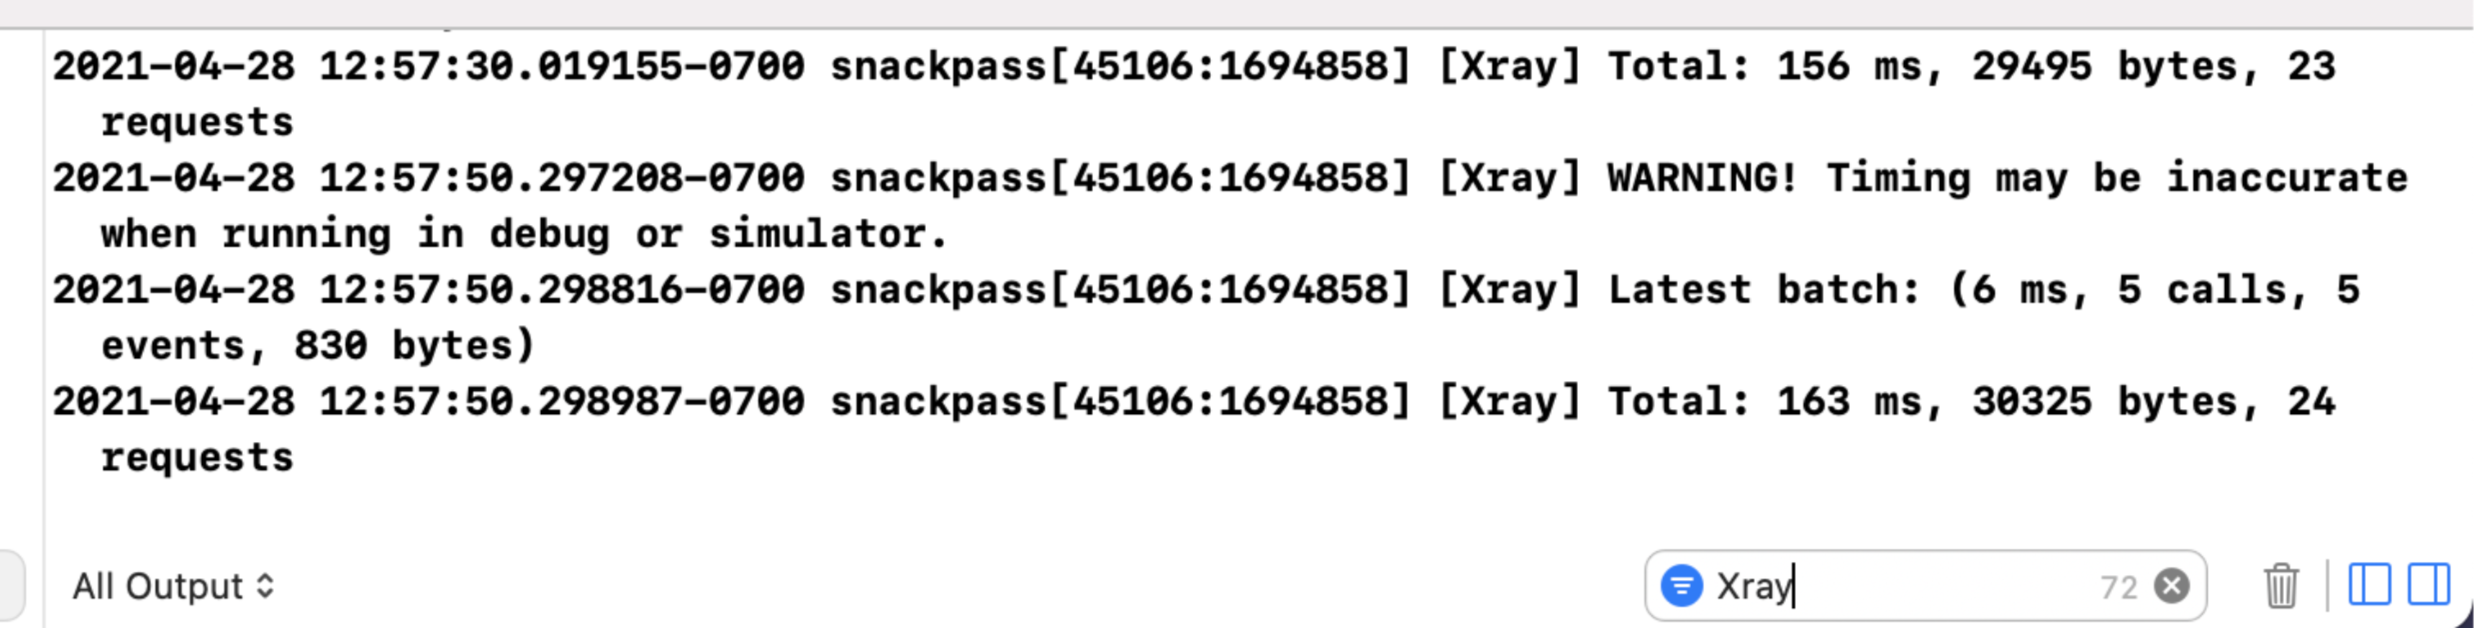 2021-04-28 12:57:30.019155-0700 snackpass[45106:1694858] [Xray] Total: 156 ms, 29495 bytes, 23
requests
2021-04-28 12:57:50.297208-0700 snackpass[45106:1694858] [Xray] WARNING! Timing may be inaccurate
when running in debug or simulator.
2021-04-28 12:57:50.298816-0700 snackpass[45106:1694858] [Xray] Latest batch: (6 ms, 5 calls, 5
events, 830 bytes)
2021-04-28 12:57:50.298987-0700 snackpass[45106:1694858] [Xray] Total: 163 ms, 30325 bytes, 24
requests
All Output
Xray 72